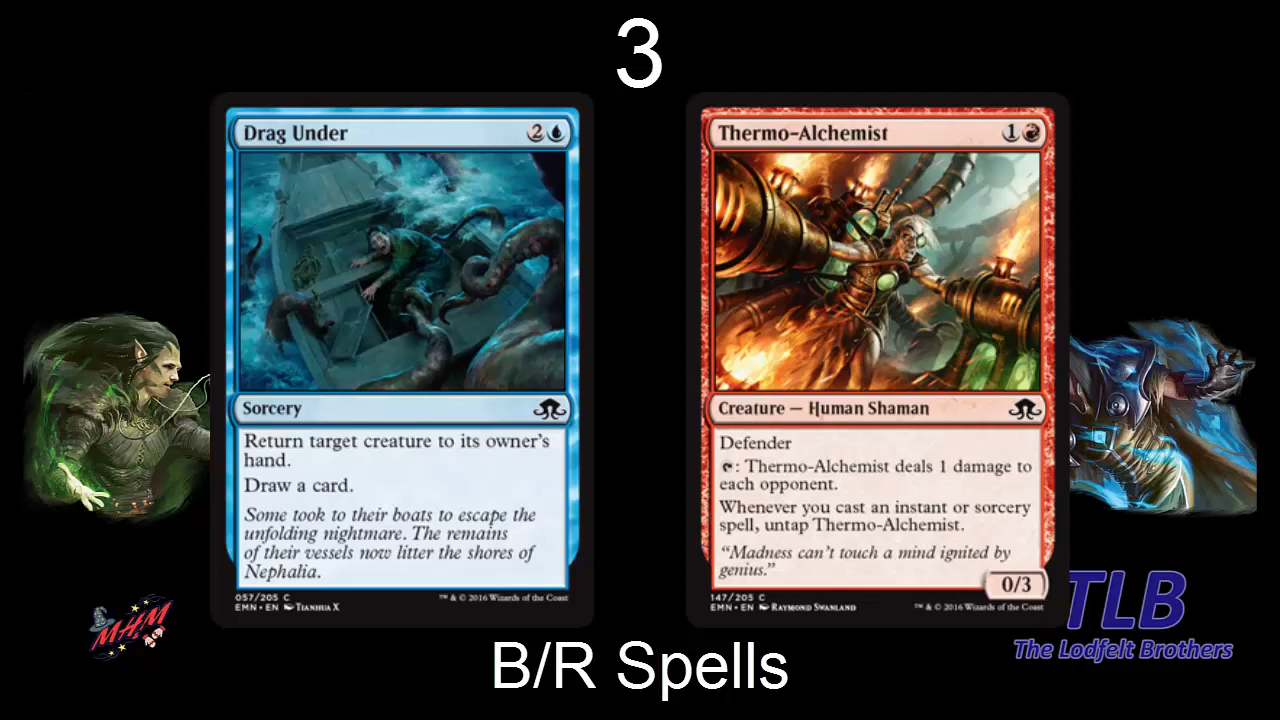 3
Drag Under 2
Sorcery
Return target creature to its owner's
hand.
Draw a card.
Some took to their boats to escape the
unfolding nightmare. The remains
of their vessels now litter the shores of
Nephalia.
057/205 C
EMN • EN TIANHUA X
™ & © 2016 Wizards of the Coast
Thermo-Alchemist 1
Creature — Human Shaman
Defender
: Thermo-Alchemist deals 1 damage to
each opponent.
Whenever you cast an instant or sorcery
spell, untap Thermo-Alchemist.
"Madness can't touch a mind ignited by
genius."
0/3
147/205 C
EMN • EN RAYMOND SWANLAND
™ & © 2016 Wizards of the Coast
MHM
B/R Spells
TLB
The Lodfelt Brothers